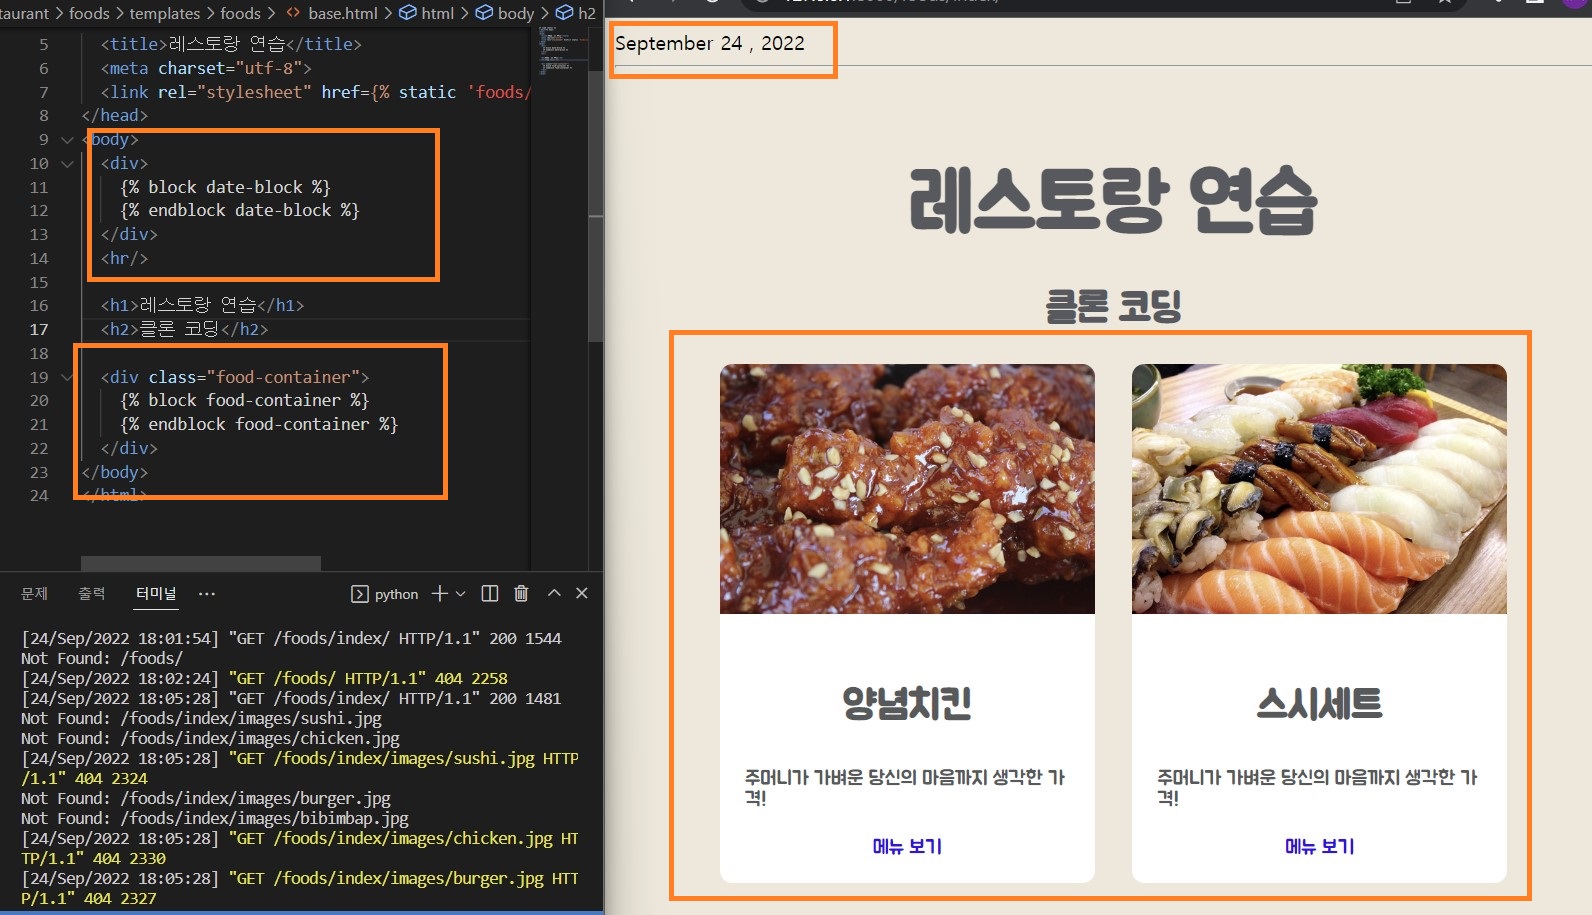 taurant > foods > templates > foods > <> base.html > html > body > h2
5 <title>레스토랑 연습</title>
6 <meta charset="utf-8">
7 <link rel="stylesheet" href={% static 'foods/
8 </head>
9 <body>
10 <div>
11 {% block date-block %}
12 {% endblock date-block %}
13 </div>
14 <hr/>
15
16 <h1>레스토랑 연습</h1>
17 <h2>클론 코딩</h2>
18
19 <div class="food-container">
20 {% block food-container %}
21 {% endblock food-container %}
22 </div>
23 </body>
24 </html>
문제 출력 터미널 ··· python
[24/Sep/2022 18:01:54] "GET /foods/index/ HTTP/1.1" 200 1544
Not Found: /foods/
[24/Sep/2022 18:02:24] "GET /foods/ HTTP/1.1" 404 2258
[24/Sep/2022 18:05:28] "GET /foods/index/ HTTP/1.1" 200 1481
Not Found: /foods/index/images/sushi.jpg
Not Found: /foods/index/images/chicken.jpg
[24/Sep/2022 18:05:28] "GET /foods/index/images/sushi.jpg HTTP
/1.1" 404 2324
Not Found: /foods/index/images/burger.jpg
Not Found: /foods/index/images/bibimbap.jpg
[24/Sep/2022 18:05:28] "GET /foods/index/images/chicken.jpg HT
TP/1.1" 404 2330
[24/Sep/2022 18:05:28] "GET /foods/index/images/burger.jpg HTT
P/1.1" 404 2327
September 24 , 2022
레스토랑 연습
클론 코딩
양념치킨
주머니가 가벼운 당신의 마음까지 생각한 가
격!
메뉴 보기
스시세트
주머니가 가벼운 당신의 마음까지 생각한 가
격!
메뉴 보기